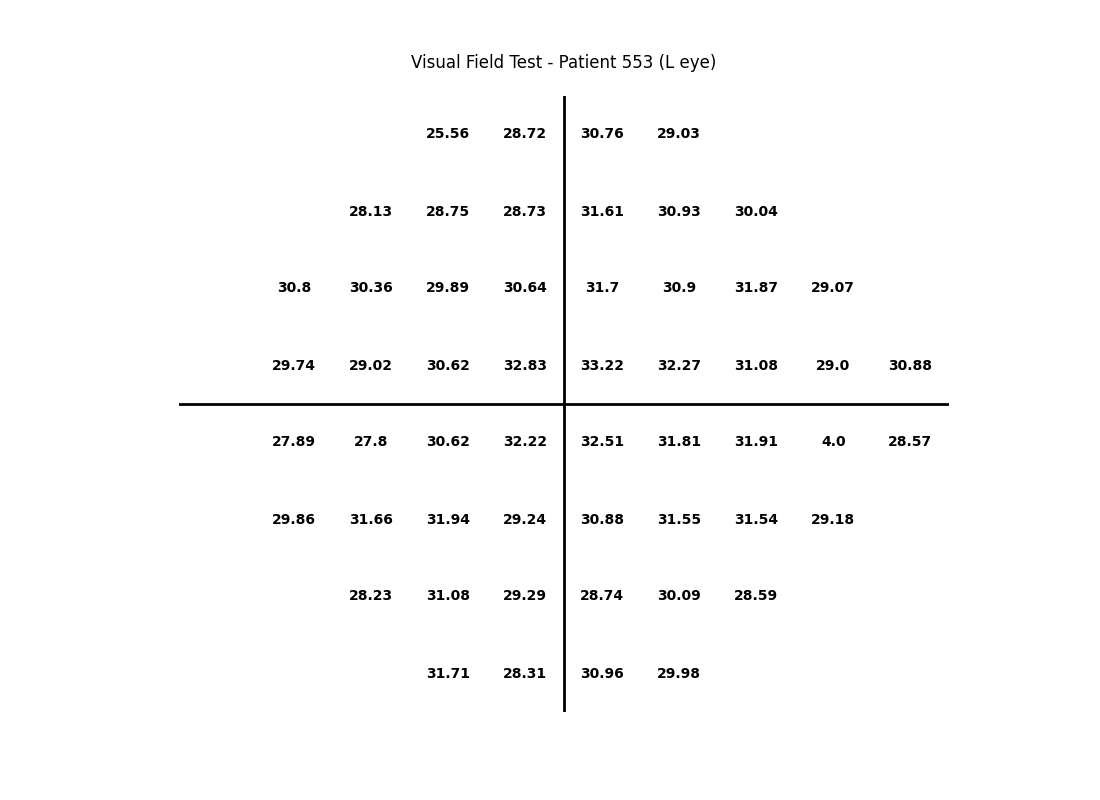 Visual Field Test - Patient 553 (L eye)
25.56 28.72 30.76 29.03
28.13 28.75 28.73 31.61 30.93 30.04
30.8 30.36 29.89 30.64 31.7 30.9 31.87 29.07
29.74 29.02 30.62 32.83 33.22 32.27 31.08 29.0 30.88
27.89 27.8 30.62 32.22 32.51 31.81 31.91 4.0 28.57
29.86 31.66 31.94 29.24 30.88 31.55 31.54 29.18
28.23 31.08 29.29 28.74 30.09 28.59
31.71 28.31 30.96 29.98